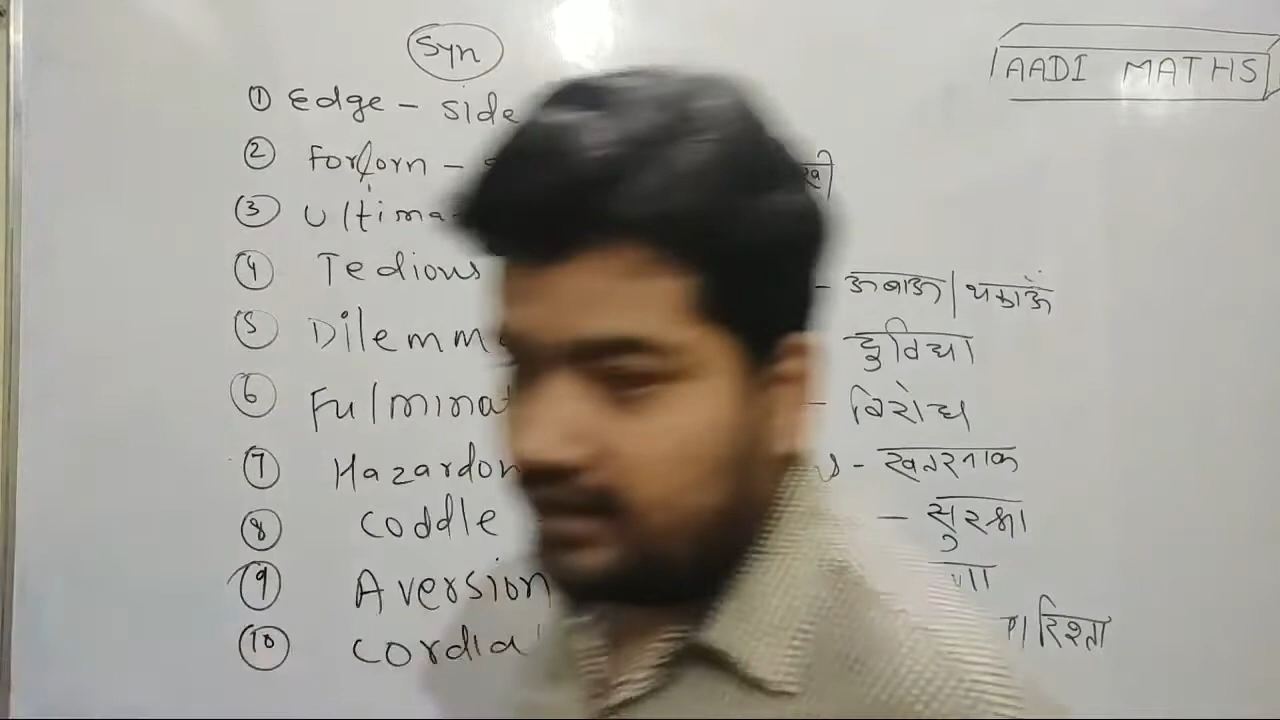 Syn
AADI MATHS
① Edge - side
② Forlorn -
③ Ultima
④ Tedious - ऊबाऊ | थकाऊँ
⑤ Dilemma दुविधा
⑥ Fulminat - विरोध
⑦ Hazardou s - खतरनाक
⑧ Coddle - सुरक्षा
⑨ Aversion
⑩ Cordial रिश्ता